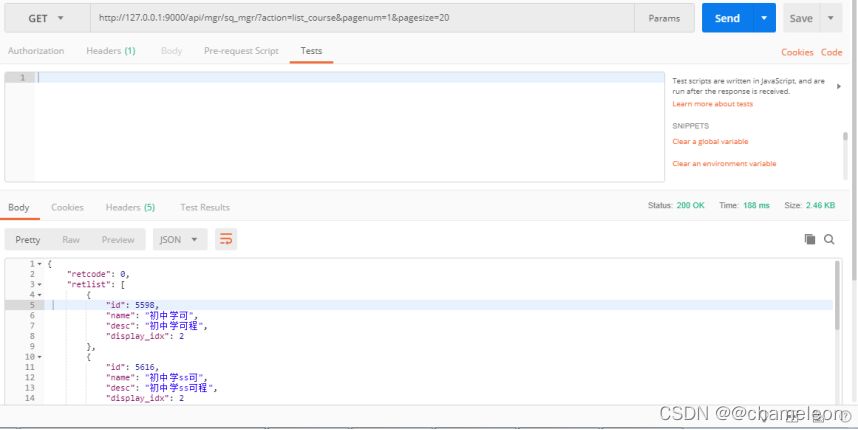 GET http://127.0.0.1:9000/api/mgr/sq_mgr/?action=list_course&pagenum=1&pagesize=20 Params Send Save
Authorization Headers (1) Body Pre-request Script Tests Cookies Code
1
Test scripts are written in JavaScript, and are
run after the response is received.
Learn more about tests
SNIPPETS
Clear a global variable
Clear an environment variable
Body Cookies Headers (5) Test Results Status: 200 OK Time: 188 ms Size: 2.46 KB
Pretty Raw Preview JSON
1 {
2 "retcode": 0,
3 "retlist": [
4 {
5 "id": 5598,
6 "name": "初中学可",
7 "desc": "初中学可程",
8 "display_idx": 2
9 },
10 {
11 "id": 5616,
12 "name": "初中学ss可",
13 "desc": "初中学ss可程",
14 "display_idx": 2
CSDN @@chameleon